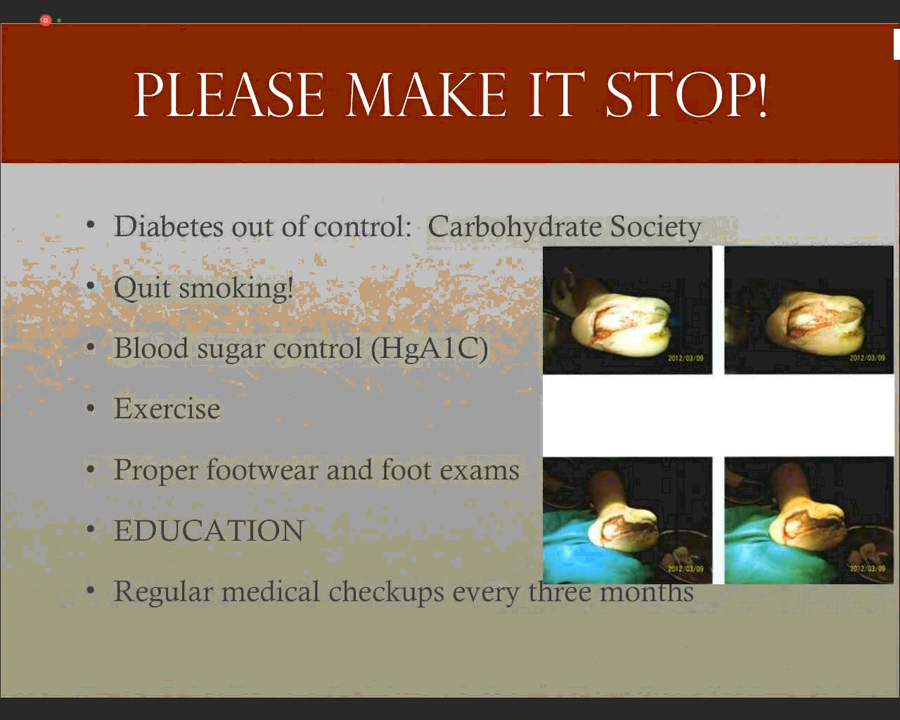 PLEASE MAKE IT STOP!
• Diabetes out of control: Carbohydrate Society
• Quit smoking!
• Blood sugar control (HgA1C)
• Exercise
• Proper footwear and foot exams
• EDUCATION
• Regular medical checkups every three months
2012/03/09
2012/03/09
2012/03/09
2012/03/09